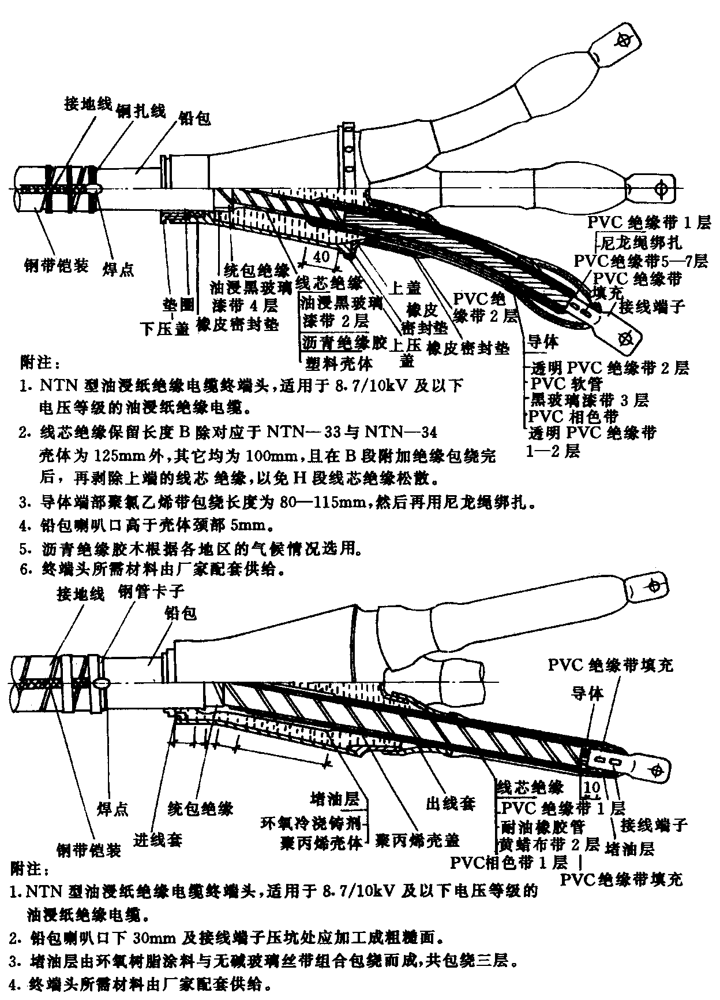 接地线
铜扎线
铅包
钢带铠装
焊点
40
统包绝缘
油浸黑玻璃
漆带 4 层
垫圈
下压盖
橡皮密封垫
线芯绝缘
油浸黑玻璃
漆带 2 层
沥青绝缘胶
塑料壳体
上盖
橡皮
密封垫
上压
盖
PVC 绝
缘带 2 层
橡皮密封垫
PVC 绝缘带 1 层
尼龙绳绑扎
PVC绝缘带5—7层
PVC 绝缘带
填充
接线端子
导体
透明 PVC 绝缘带 2 层
PVC 软管
黑玻璃漆带 3 层
PVC 相色带
透明 PVC 绝缘带
1—2 层
附注：
1. NTN 型油浸纸绝缘电缆终端头，适用于 8.7/10kV 及以下
电压等级的油浸纸绝缘电缆。
2. 线芯绝缘保留长度 B 除对应于 NTN—33 与 NTN—34
壳体为 125mm 外，其它均为 100mm，且在 B 段附加绝缘包绕完
后，再剥除上端的线芯绝缘，以免 H 段线芯绝缘松散。
3. 导体端部聚氯乙烯带包绕长度为 80—115mm，然后再用尼龙绳绑扎。
4. 铅包喇叭口高于壳体颈部 5mm。
5. 沥青绝缘胶木根据各地区的气候情况选用。
6. 终端头所需材料由厂家配套供给。
接地线
钢管卡子
铅包
PVC 绝缘带填充
导体
焊点
钢带铠装
进线套
统包绝缘
堵油层
环氧冷浇铸剂
聚丙烯壳体
聚丙烯壳盖
出线套
线芯绝缘
10
PVC 绝缘带 1 层
耐油橡胶管
黄蜡布带 2 层
PVC相色带 1 层
接线端子
堵油层
PVC绝缘带填充
附注：
1. NTN 型油浸纸绝缘电缆终端头，适用于 8.7/10kV 及以下电压等级的
油浸纸绝缘电缆。
2. 铅包喇叭口下 30mm 及接线端子压坑处应加工成粗糙面。
3. 堵油层由环氧树脂涂料与无碱玻璃丝带组合包绕而成，共包绕三层。
4. 终端头所需材料由厂家配套供给。